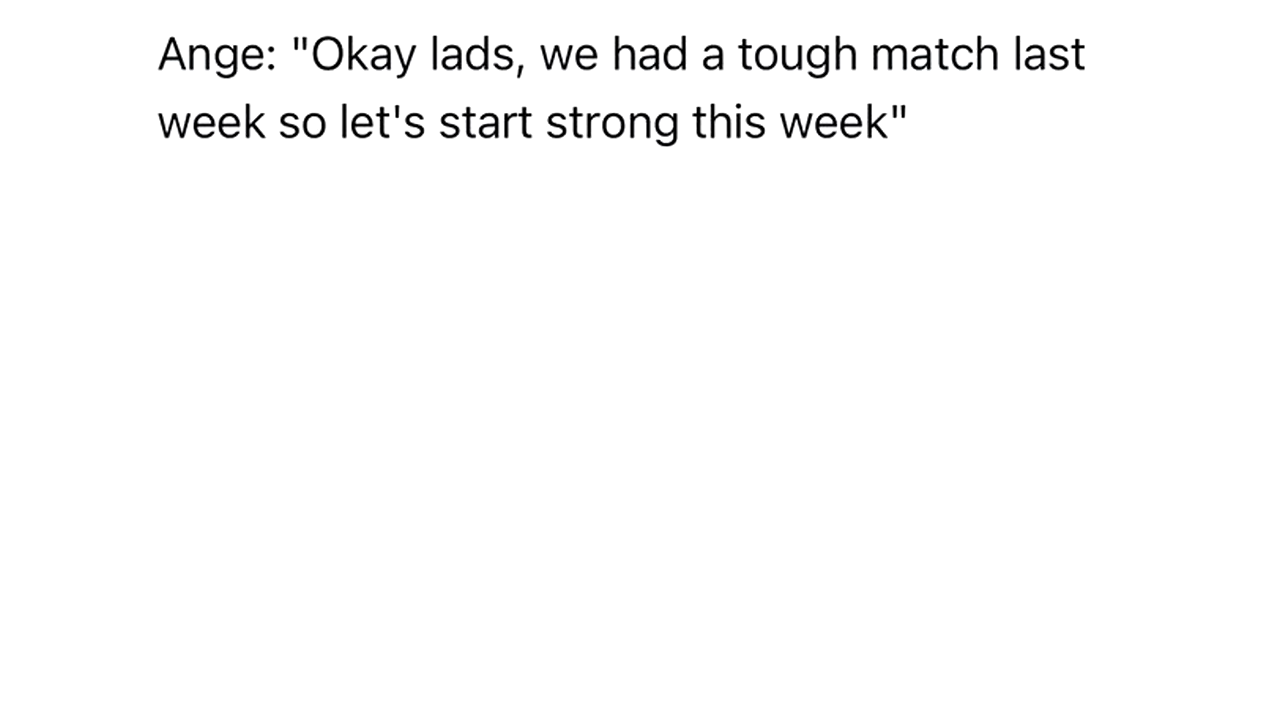 Ange: "Okay lads, we had a tough match last
week so let's start strong this week"